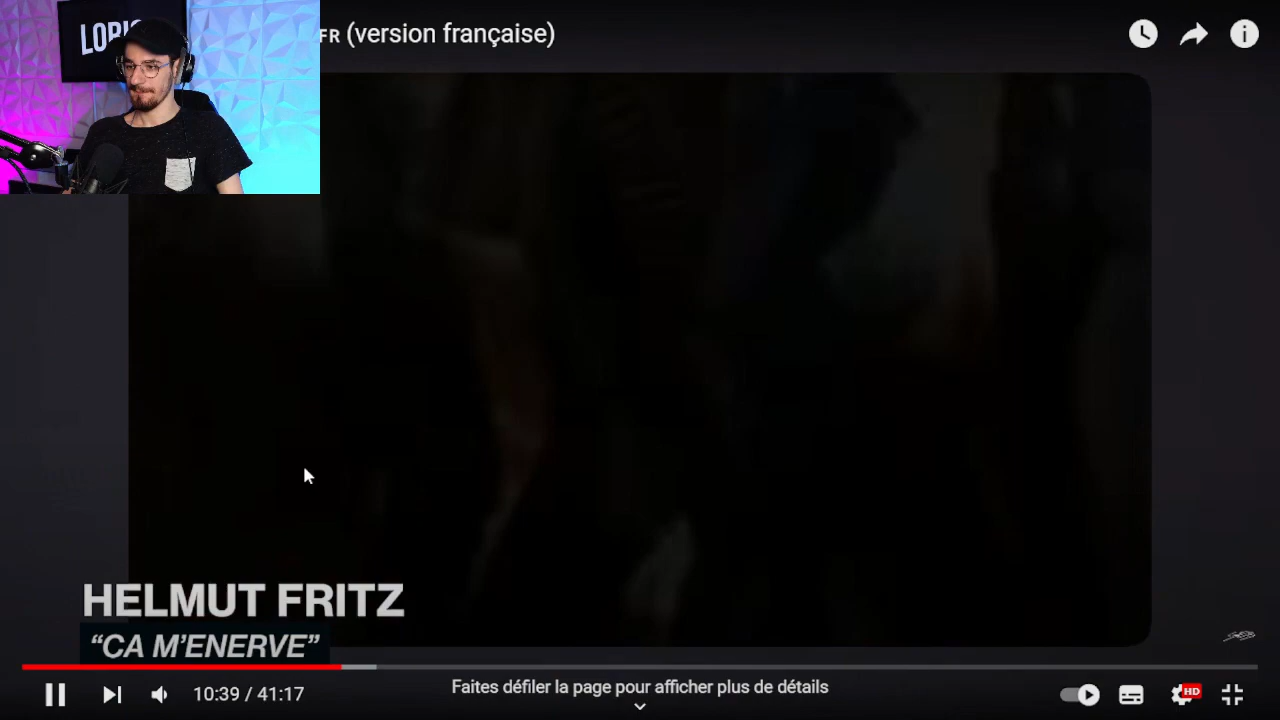 FR (version française)
HELMUT FRITZ
“CA M’ENERVE”
10:39 / 41:17
Faites défiler la page pour afficher plus de détails
HD